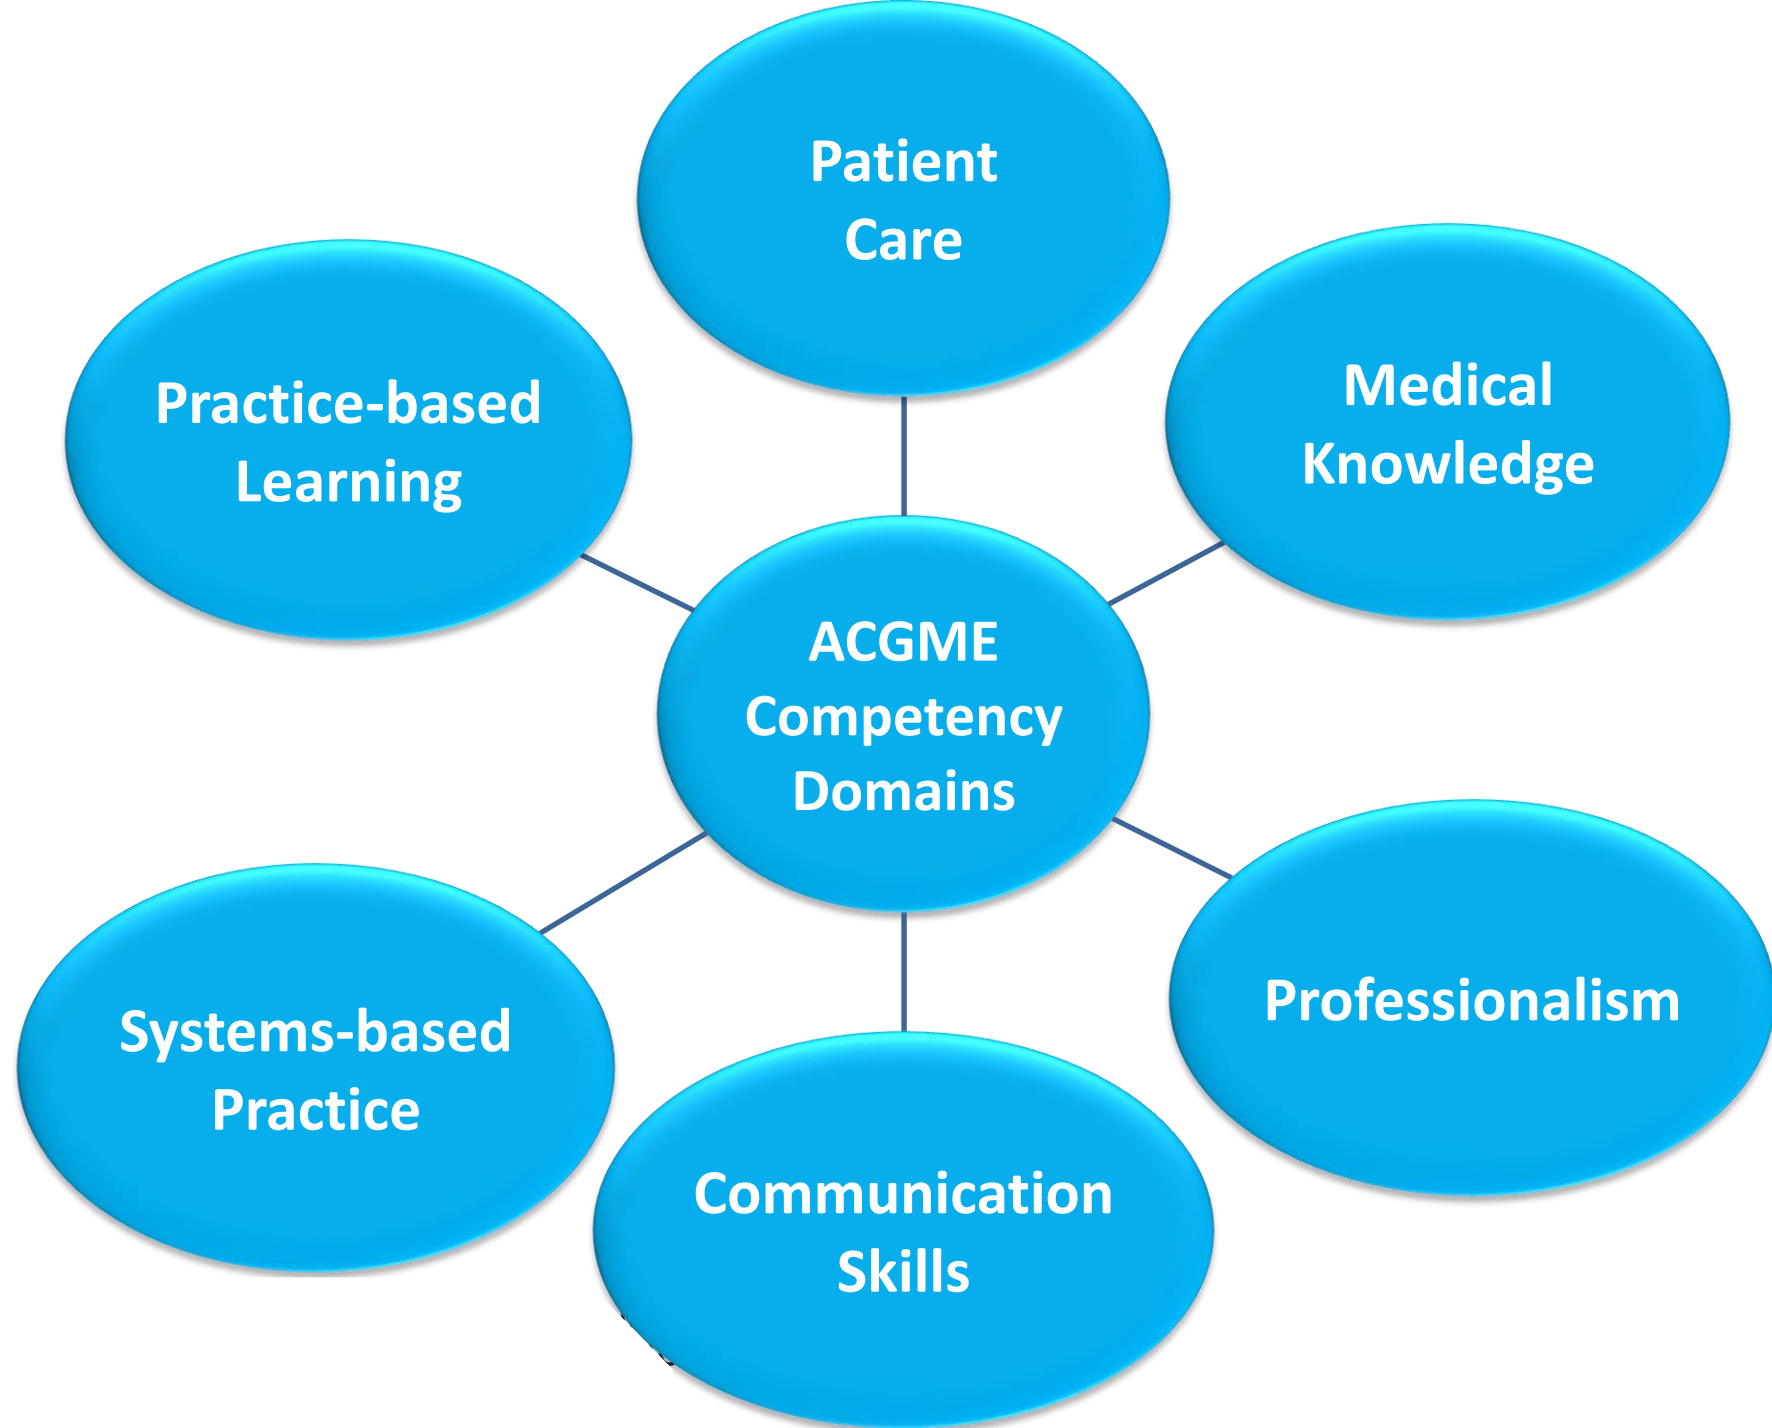 Patient
Care
Medical
Knowledge
Practice-based
Learning
ACGME
Competency
Domains
Professionalism
Systems-based
Practice
Communication
Skills